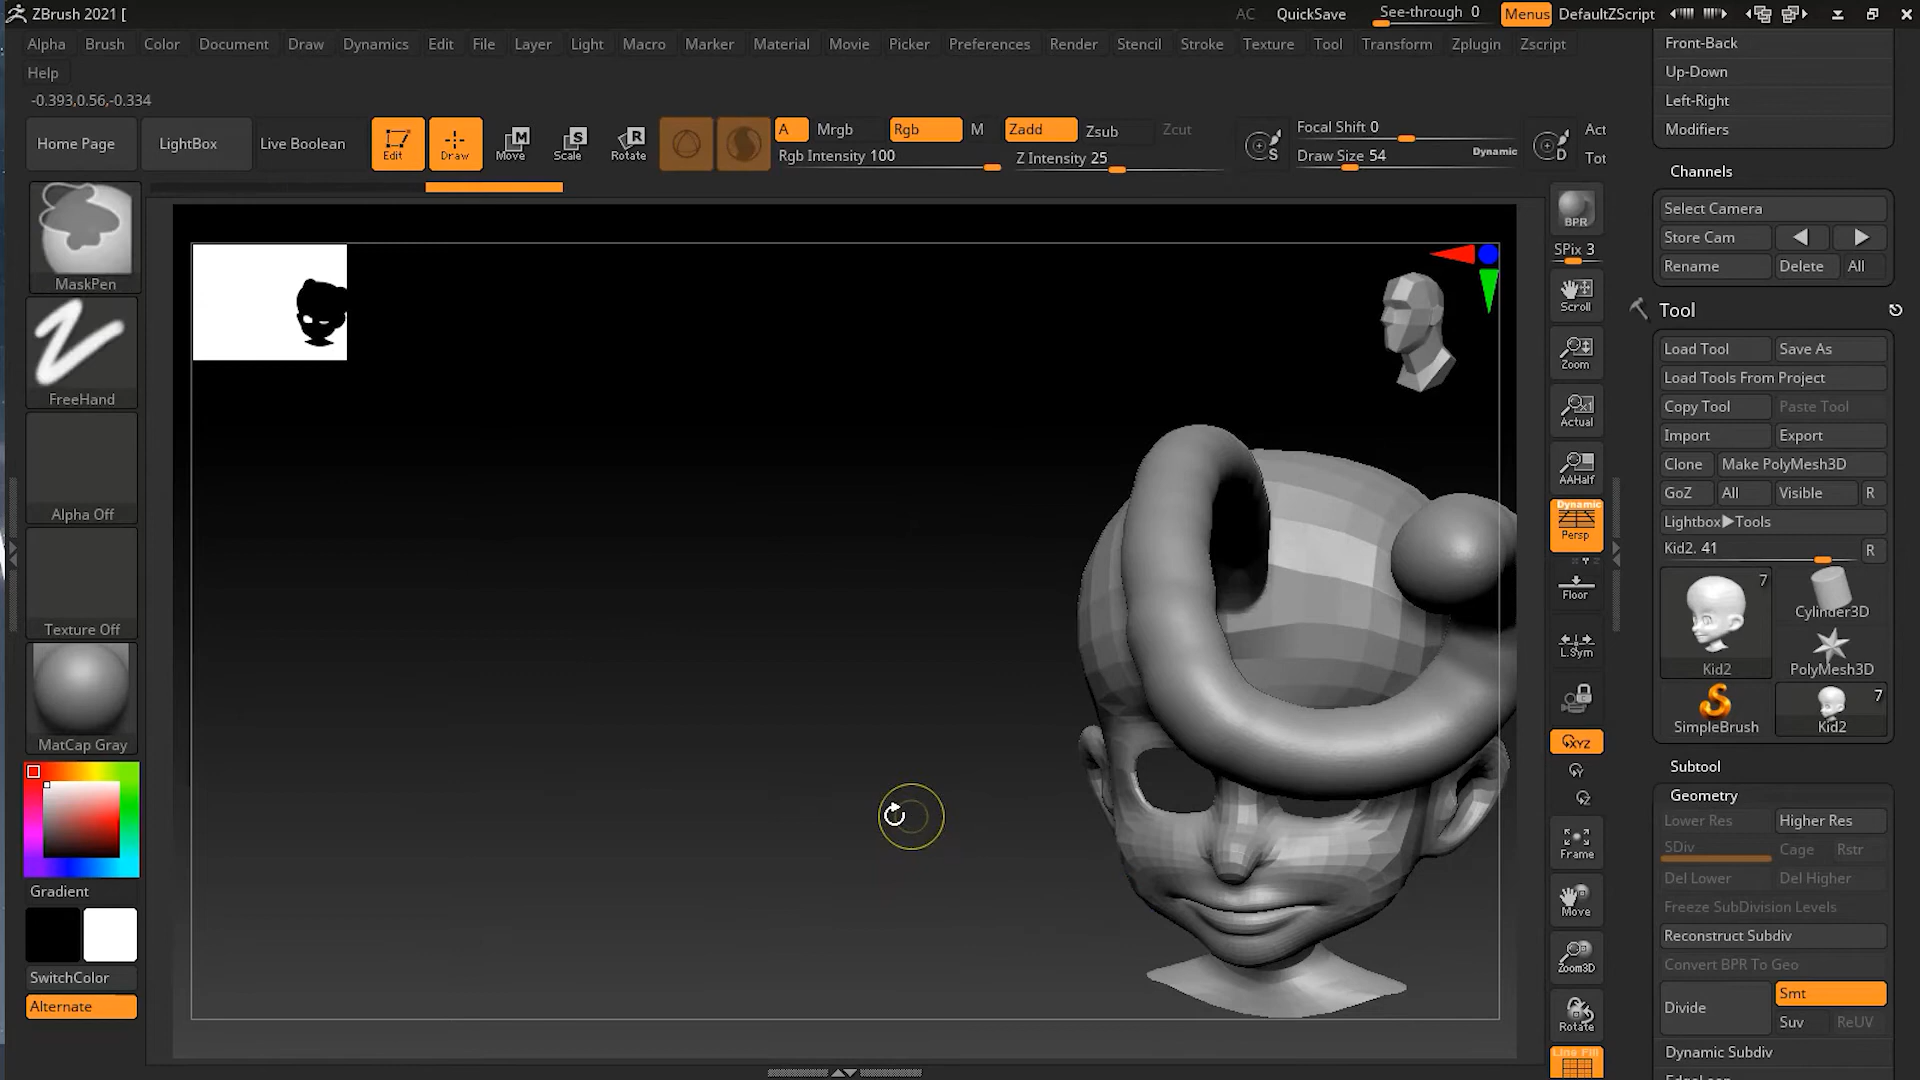 ZBrush 2021 [
AC QuickSave See-through 0 Menus DefaultZScript
Alpha Brush Color Document Draw Dynamics Edit File Layer Light Macro Marker Material Movie Picker Preferences Render Stencil Stroke Texture Tool Transform Zplugin Zscript
Help
-0.393,0.56,-0.334
Home Page LightBox Live Boolean Edit Draw Move Scale Rotate
A Mrgb Rgb M Zadd Zsub Zcut
Rgb Intensity 100 Z Intensity 25
Focal Shift 0
Draw Size 54 Dynamic
S D
Act
Tot
MaskPen
FreeHand
Alpha Off
Texture Off
MatCap Gray
Gradient
SwitchColor
Alternate
BPR
SPix 3
Scroll
Zoom
Actual
AAHalf
Dynamic
Persp
Floor
L.Sym
XYZ
Y
Z
Frame
Move
Zoom3D
Rotate
Line Fill
Front-Back
Up-Down
Left-Right
Modifiers
Channels
Select Camera
Store Cam
Rename Delete All
Tool
Load Tool Save As
Load Tools From Project
Copy Tool Paste Tool
Import Export
Clone Make PolyMesh3D
GoZ All Visible R
Lightbox▶Tools
Kid2. 41 R
7
Kid2
Cylinder3D
PolyMesh3D
SimpleBrush
7
Kid2
Subtool
Geometry
Lower Res Higher Res
SDiv Cage Rstr
Del Lower Del Higher
Freeze SubDivision Levels
Reconstruct Subdiv
Convert BPR To Geo
Divide Smt
Suv ReUV
Dynamic Subdiv